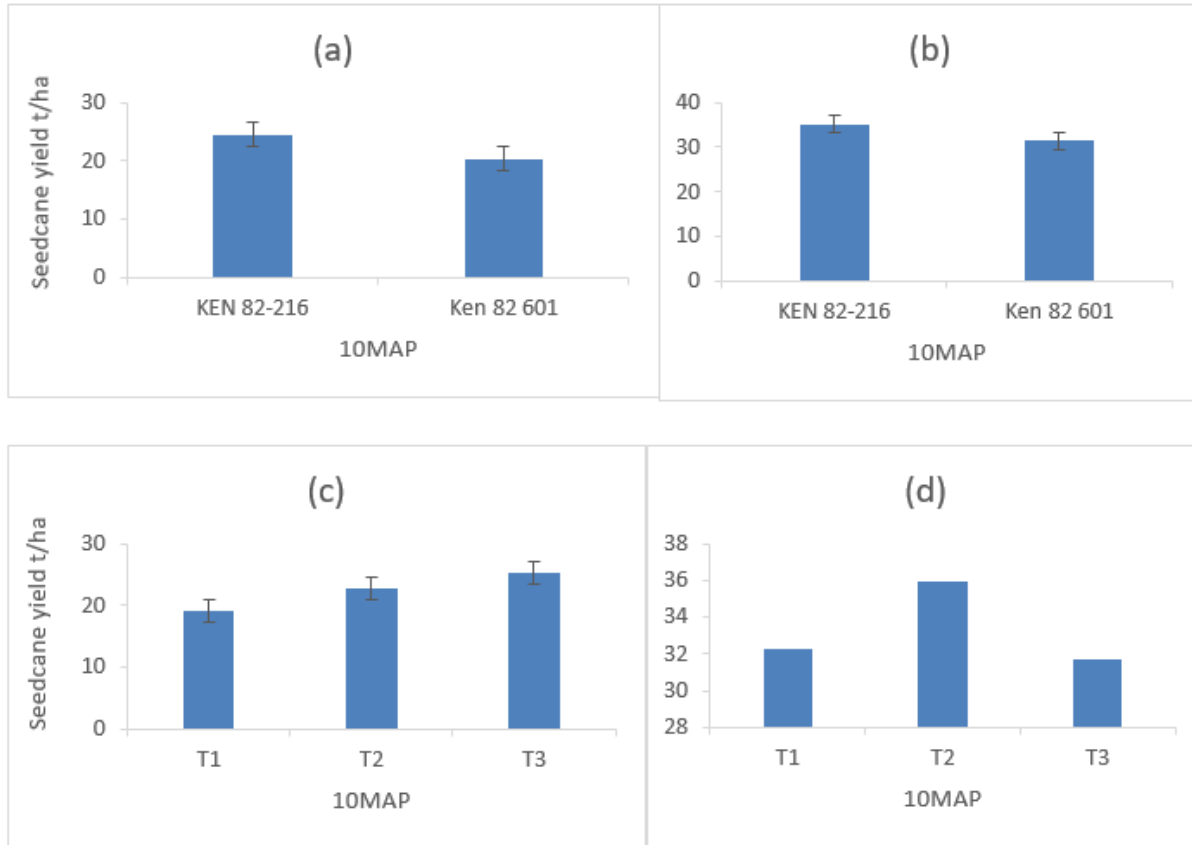 (a)
Seedcane yield t/ha
30
20
10
0
KEN 82-216 Ken 82 601
10MAP
(b)
40
30
20
10
0
KEN 82-216 Ken 82 601
10MAP
(c)
Seedcane yield t/ha
30
20
10
0
T1 T2 T3
10MAP
(d)
38
36
34
32
30
28
T1 T2 T3
10MAP